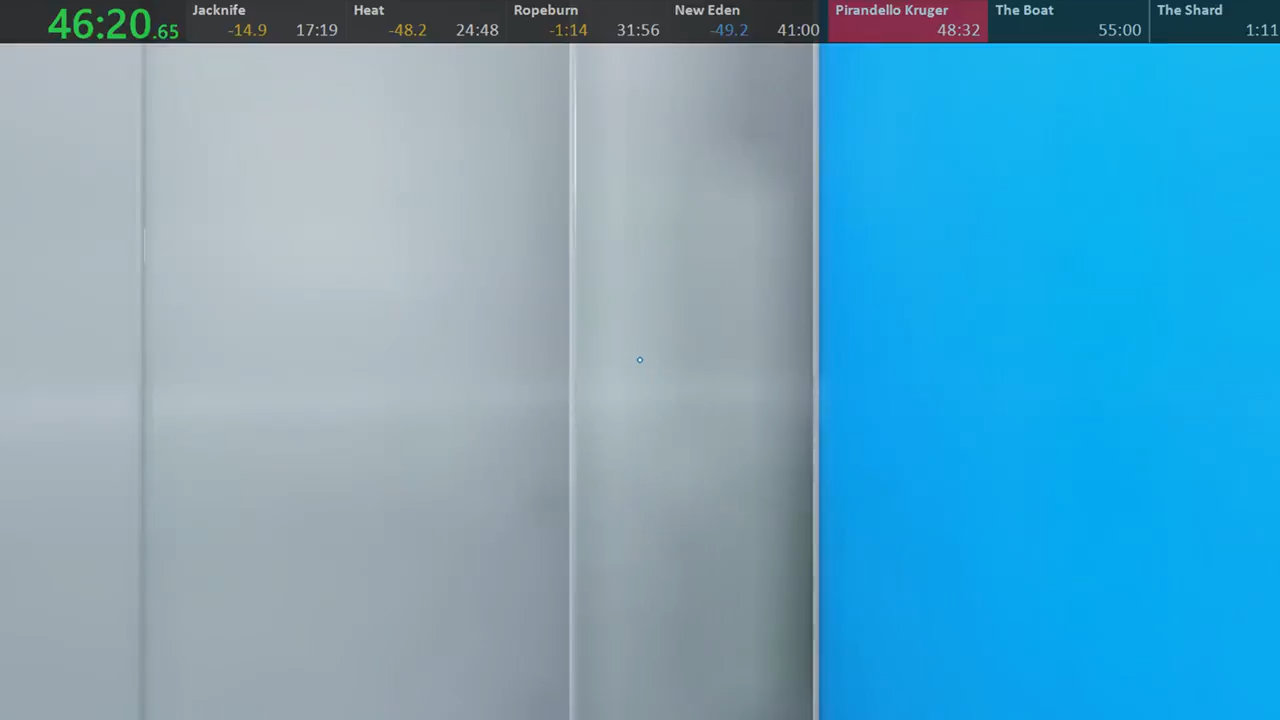 46:20.65
Jacknife
-14.9 17:19
Heat
-48.2 24:48
Ropeburn
-1:14 31:56
New Eden
-49.2 41:00
Pirandello Kruger
48:32
The Boat
55:00
The Shard
1:11